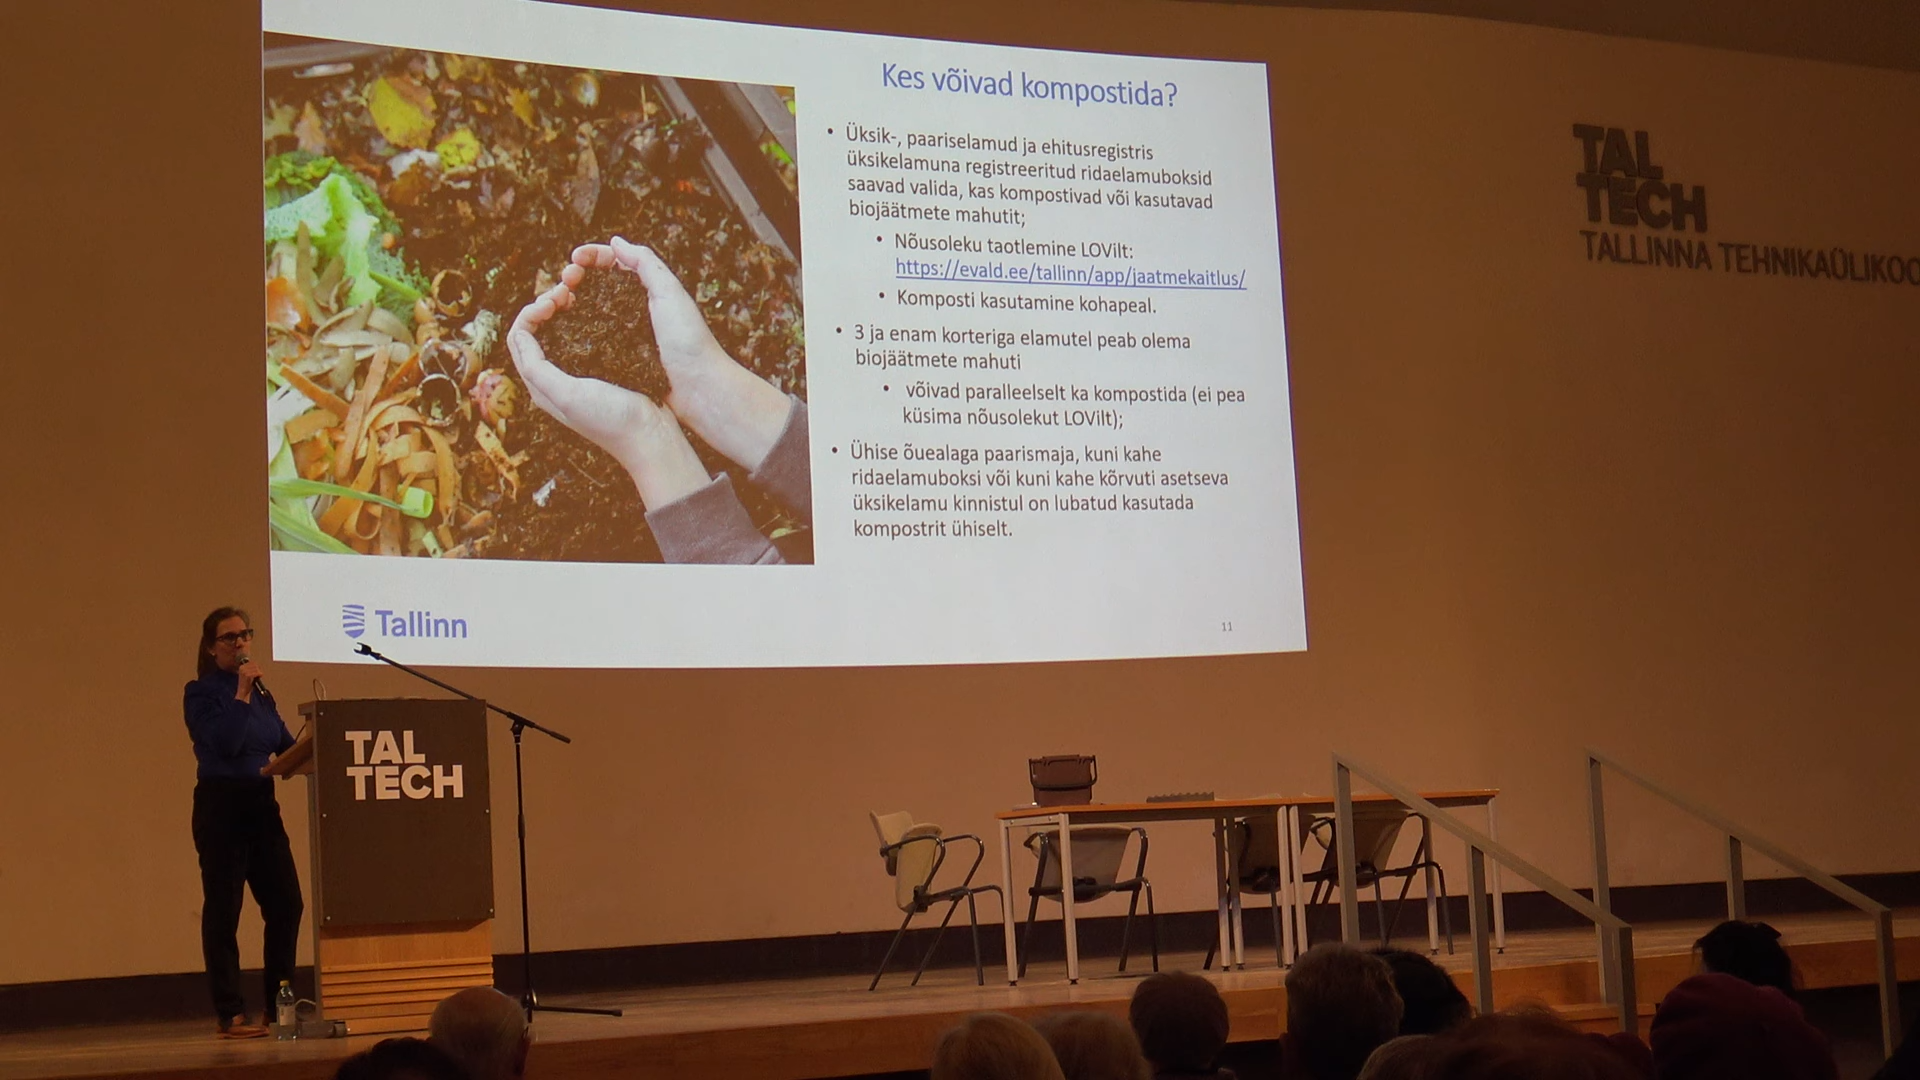 Kes võivad kompostida?
• Üksik-, paariselamud ja ehitusregistris
üksikelamuna registreeritud ridaelamuboksid
saavad valida, kas kompostivad või kasutavad
biojäätmete mahutit;
• Nõusoleku taotlemine LOVilt:
https://evald.ee/tallinn/app/jaatmekaitlus/
• Komposti kasutamine kohapeal.
• 3 ja enam korteriga elamutel peab olema
biojäätmete mahuti
• võivad paralleelselt ka kompostida (ei pea
küsima nõusolekut LOVilt);
• Ühise õuealaga paarismaja, kuni kahe
ridaelamuboksi või kuni kahe kõrvuti asetseva
üksikelamu kinnistul on lubatud kasutada
kompostrit ühiselt.
Tallinn
11
TAL
TECH
TALLINNA TEHNIKAÜLIKOO
TAL
TECH